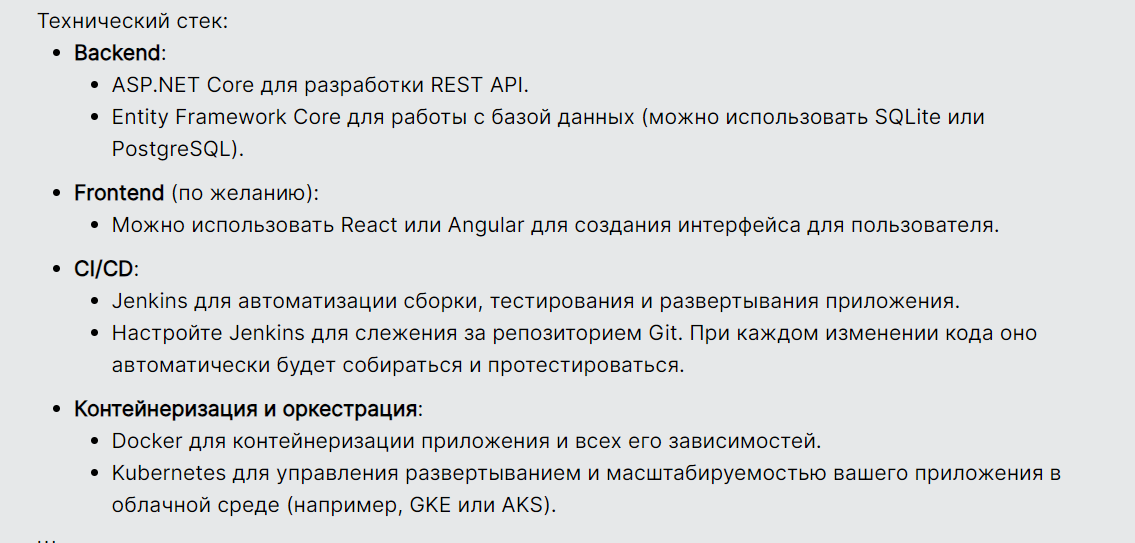 Технический стек:
Backend:
ASP.NET Core для разработки REST API.
Entity Framework Core для работы с базой данных (можно использовать SQLite или
PostgreSQL).
Frontend (по желанию):
Можно использовать React или Angular для создания интерфейса для пользователя.
CI/CD:
Jenkins для автоматизации сборки, тестирования и развертывания приложения.
Настройте Jenkins для слежения за репозиторием Git. При каждом изменении кода оно
автоматически будет собираться и протестироваться.
Контейнеризация и оркестрация:
Docker для контейнеризации приложения и всех его зависимостей.
Kubernetes для управления развертыванием и масштабируемостью вашего приложения в
облачной среде (например, GKE или AKS).